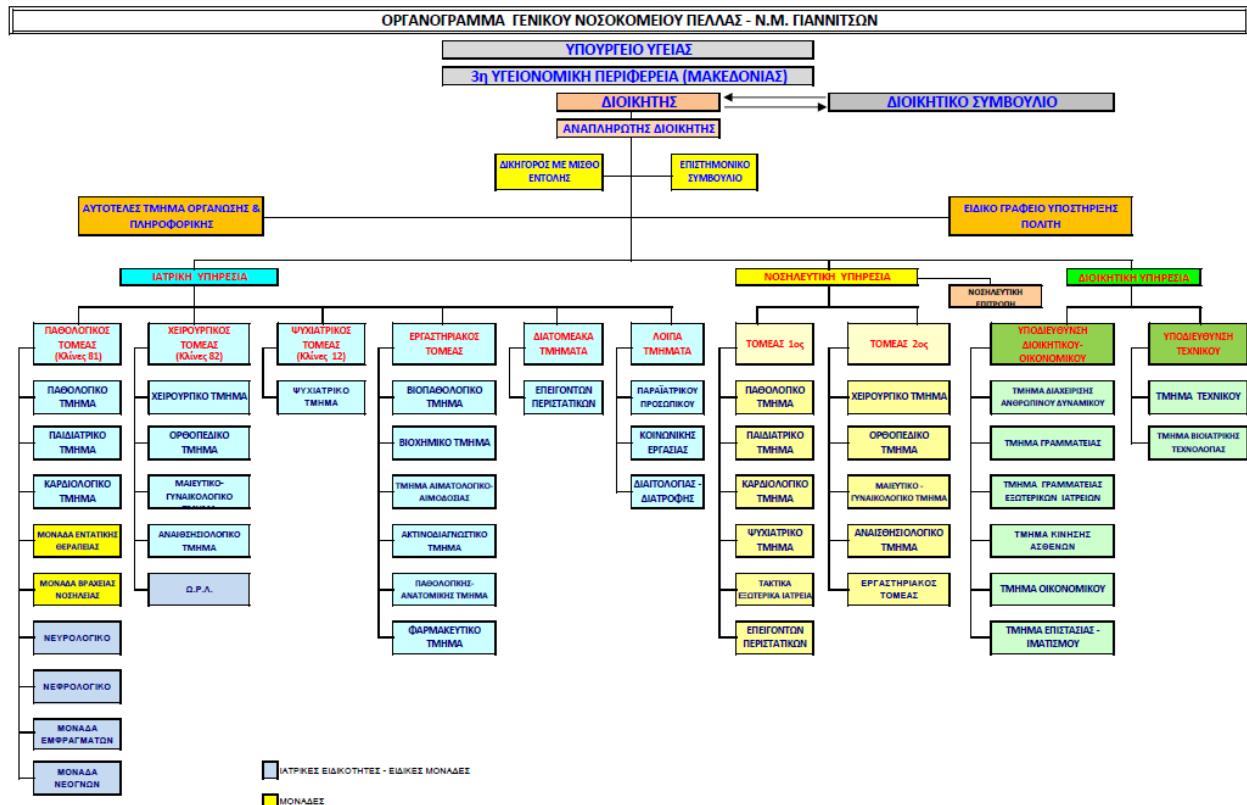 ΟΡΓΑΝΟΓΡΑΜΜΑ ΓΕΝΙΚΟΥ ΝΟΣΟΚΟΜΕΙΟΥ ΠΕΛΛΑΣ - Ν.Μ. ΓΙΑΝΝΙΤΣΩΝ
ΥΠΟΥΡΓΕΙΟ ΥΓΕΙΑΣ
3η ΥΓΕΙΟΝΟΜΙΚΗ ΠΕΡΙΦΕΡΕΙΑ (ΜΑΚΕΔΟΝΙΑΣ)
ΔΙΟΙΚΗΤΗΣ
ΔΙΟΙΚΗΤΙΚΟ ΣΥΜΒΟΥΛΙΟ
ΑΝΑΠΛΗΡΩΤΗΣ ΔΙΟΙΚΗΤΗΣ
ΔΙΚΗΓΟΡΟΣ ΜΕ ΜΙΣΘΟ
ΕΝΤΟΛΗΣ
ΕΠΙΣΤΗΜΟΝΙΚΟ
ΣΥΜΒΟΥΛΙΟ
ΑΥΤΟΤΕΛΕΣ ΤΜΗΜΑ ΟΡΓΑΝΩΣΗΣ &
ΠΛΗΡΟΦΟΡΙΚΗΣ
ΕΙΔΙΚΟ ΓΡΑΦΕΙΟ ΥΠΟΣΤΗΡΙΞΗΣ
ΠΟΛΙΤΗ
ΙΑΤΡΙΚΗ ΥΠΗΡΕΣΙΑ
ΝΟΣΗΛΕΥΤΙΚΗ ΥΠΗΡΕΣΙΑ
ΔΙΟΙΚΗΤΙΚΗ ΥΠΗΡΕΣΙΑ
ΝΟΣΗΛΕΥΤΙΚΗ
ΕΠΙΤΡΟΠΗ
ΠΑΘΟΛΟΓΙΚΟΣ
ΤΟΜΕΑΣ
(Κλίνες 81)
ΧΕΙΡΟΥΡΓΙΚΟΣ
ΤΟΜΕΑΣ
(Κλίνες 82)
ΨΥΧΙΑΤΡΙΚΟΣ
ΤΟΜΕΑΣ
(Κλίνες 12)
ΕΡΓΑΣΤΗΡΙΑΚΟΣ
ΤΟΜΕΑΣ
ΔΙΑΤΟΜΕΑΚΑ
ΤΜΗΜΑΤΑ
ΛΟΙΠΑ
ΤΜΗΜΑΤΑ
ΤΟΜΕΑΣ 1ος
ΤΟΜΕΑΣ 2ος
ΥΠΟΔΙΕΥΘΥΝΣΗ
ΔΙΟΙΚΗΤΙΚΟΥ-
ΟΙΚΟΝΟΜΙΚΟΥ
ΥΠΟΔΙΕΥΘΥΝΣΗ
ΤΕΧΝΙΚΟΥ
ΠΑΘΟΛΟΓΙΚΟ
ΤΜΗΜΑ
ΧΕΙΡΟΥΡΓΙΚΟ ΤΜΗΜΑ
ΨΥΧΙΑΤΡΙΚΟ
ΤΜΗΜΑ
ΒΙΟΠΑΘΟΛΟΓΙΚΟ
ΤΜΗΜΑ
ΕΠΕΙΓΟΝΤΩΝ
ΠΕΡΙΣΤΑΤΙΚΩΝ
ΠΑΡΑΪΑΤΡΙΚΟΥ
ΠΡΟΣΩΠΙΚΟΥ
ΠΑΘΟΛΟΓΙΚΟ
ΤΜΗΜΑ
ΧΕΙΡΟΥΡΓΙΚΟ ΤΜΗΜΑ
ΤΜΗΜΑ ΔΙΑΧΕΙΡΙΣΗΣ
ΑΝΘΡΩΠΙΝΟΥ ΔΥΝΑΜΙΚΟΥ
ΤΜΗΜΑ ΤΕΧΝΙΚΟΥ
ΠΑΙΔΙΑΤΡΙΚΟ
ΤΜΗΜΑ
ΟΡΘΟΠΕΔΙΚΟ
ΤΜΗΜΑ
ΒΙΟΧΗΜΙΚΟ ΤΜΗΜΑ
ΚΟΙΝΩΝΙΚΗΣ
ΕΡΓΑΣΙΑΣ
ΠΑΙΔΙΑΤΡΙΚΟ
ΤΜΗΜΑ
ΟΡΘΟΠΕΔΙΚΟ
ΤΜΗΜΑ
ΤΜΗΜΑ ΓΡΑΜΜΑΤΕΙΑΣ
ΤΜΗΜΑ ΒΙΟΙΑΤΡΙΚΗΣ
ΤΕΧΝΟΛΟΓΙΑΣ
ΚΑΡΔΙΟΛΟΓΙΚΟ
ΤΜΗΜΑ
ΜΑΙΕΥΤΙΚΟ-
ΓΥΝΑΙΚΟΛΟΓΙΚΟ
ΤΜΗΜΑ
ΤΜΗΜΑ ΑΙΜΑΤΟΛΟΓΙΚΟ-
ΑΙΜΟΔΟΣΙΑΣ
ΔΙΑΙΤΟΛΟΓΙΑΣ -
ΔΙΑΤΡΟΦΗΣ
ΚΑΡΔΙΟΛΟΓΙΚΟ
ΤΜΗΜΑ
ΜΑΙΕΥΤΙΚΟ -
ΓΥΝΑΙΚΟΛΟΓΙΚΟ ΤΜΗΜΑ
ΤΜΗΜΑ ΓΡΑΜΜΑΤΕΙΑΣ
ΕΞΩΤΕΡΙΚΩΝ ΙΑΤΡΕΙΩΝ
ΜΟΝΑΔΑ ΕΝΤΑΤΙΚΗΣ
ΘΕΡΑΠΕΙΑΣ
ΑΝΑΙΣΘΗΣΙΟΛΟΓΙΚΟ
ΤΜΗΜΑ
ΑΚΤΙΝΟΔΙΑΓΝΩΣΤΙΚΟ
ΤΜΗΜΑ
ΨΥΧΙΑΤΡΙΚΟ
ΤΜΗΜΑ
ΑΝΑΙΣΘΗΣΙΟΛΟΓΙΚΟ
ΤΜΗΜΑ
ΤΜΗΜΑ ΚΙΝΗΣΗΣ
ΑΣΘΕΝΩΝ
ΜΟΝΑΔΑ ΒΡΑΧΕΙΑΣ
ΝΟΣΗΛΕΙΑΣ
Ω.Ρ.Λ.
ΠΑΘΟΛΟΓΙΚΗΣ-
ΑΝΑΤΟΜΙΚΗΣ ΤΜΗΜΑ
ΤΑΚΤΙΚΑ
ΕΞΩΤΕΡΙΚΑ ΙΑΤΡΕΙΑ
ΕΡΓΑΣΤΗΡΙΑΚΟΣ
ΤΟΜΕΑΣ
ΤΜΗΜΑ ΟΙΚΟΝΟΜΙΚΟΥ
ΝΕΥΡΟΛΟΓΙΚΟ
ΦΑΡΜΑΚΕΥΤΙΚΟ
ΤΜΗΜΑ
ΕΠΕΙΓΟΝΤΩΝ
ΠΕΡΙΣΤΑΤΙΚΩΝ
ΤΜΗΜΑ ΕΠΙΣΤΑΣΙΑΣ -
ΙΜΑΤΙΣΜΟΥ
ΝΕΦΡΟΛΟΓΙΚΟ
ΜΟΝΑΔΑ
ΕΜΦΡΑΓΜΑΤΩΝ
ΜΟΝΑΔΑ
ΝΕΟΓΝΩΝ
ΙΑΤΡΙΚΕΣ ΕΙΔΙΚΟΤΗΤΕΣ - ΕΙΔΙΚΕΣ ΜΟΝΑΔΕΣ
ΜΟΝΑΔΕΣ